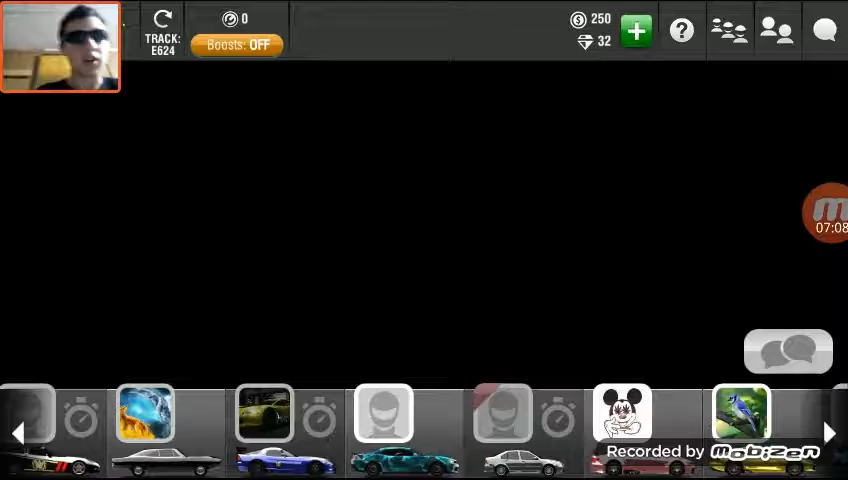 0
TRACK:
E624
Boosts: OFF
250
32
?
07:08
Recorded by MOBIZEN